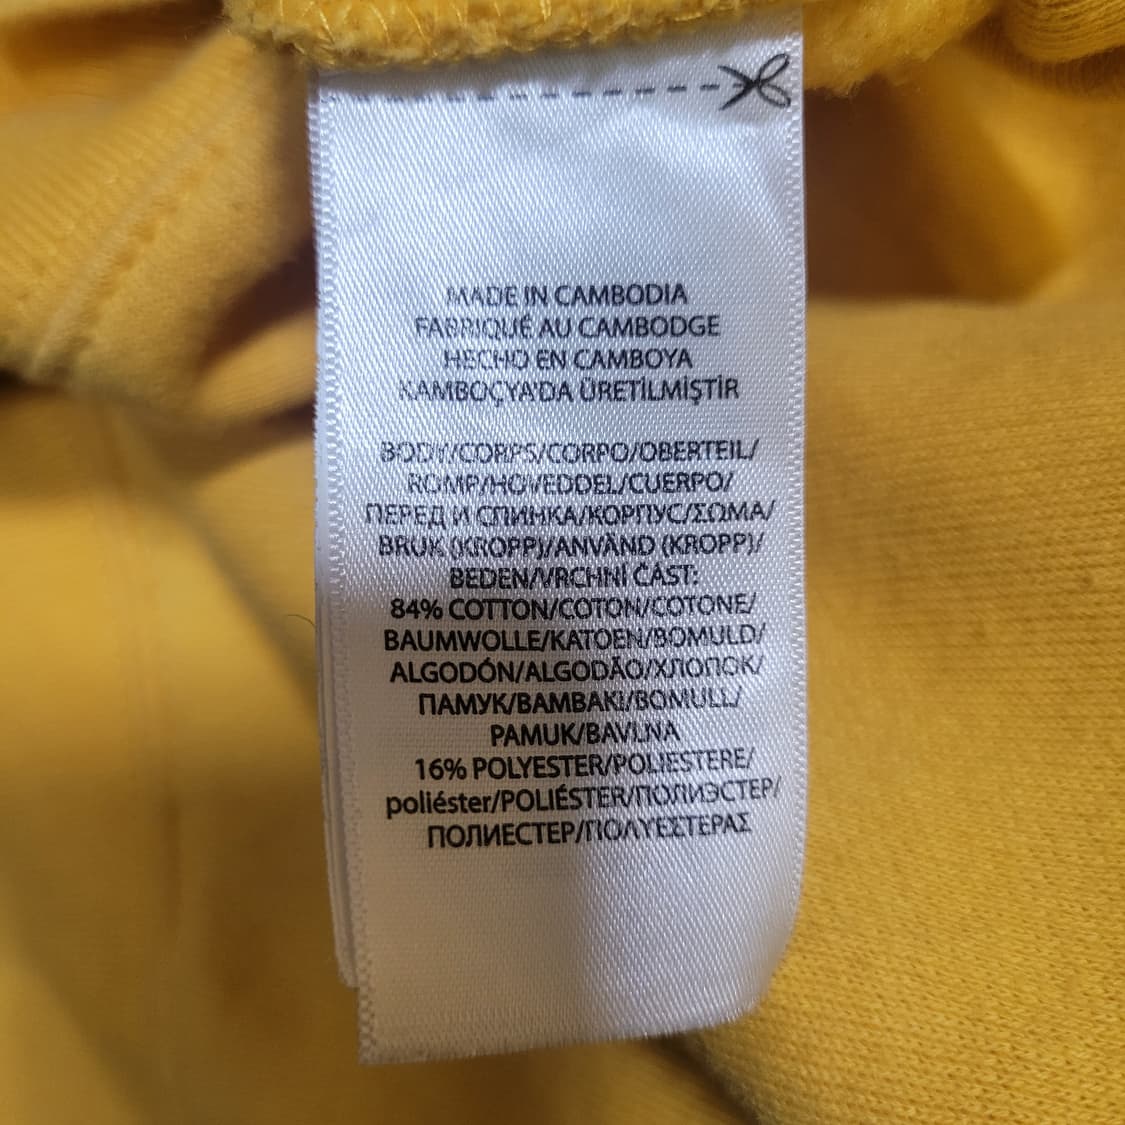 MADE IN CAMBODIA
FABRIQUÉ AU CAMBODGE
HECHO EN CAMBOYA
KAMBOÇYA'DA ÜRETİLMİŞTİR
BODY/CORPS/CORPO/OBERTEIL/
ROMP/HOVEDDEL/CUERPO/
ПЕРЕД И СПИНКА/КОРПУС/ΣΩΜΑ/
BRUK (KROPP)/ANVÄND (KROPP)/
BEDEN/VRCHNÍ ČÁST:
84% COTTON/COTON/COTONE/
BAUMWOLLE/KATOEN/BOMULD/
ALGODÓN/ALGODÃO/ХЛОПОК/
ПАМУК/ΒΑΜΒΑΚΙ/BOMULL/
PAMUK/BAVLNA
16% POLYESTER/POLIESTERE/
poliéster/POLIÉSTER/ПОЛИЭСТЕР/
ПОЛИЕСТЕР/ΠΟΛΥΕΣΤΕΡΑΣ